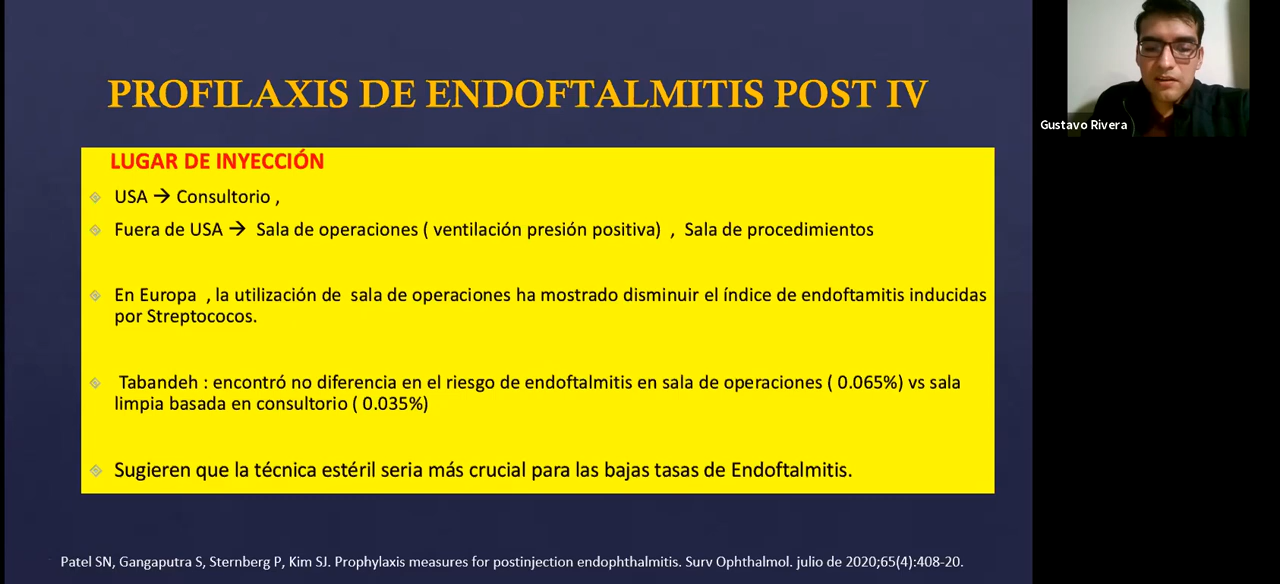 PROFILAXIS DE ENDOFTALMITIS POST IV
Gustavo Rivera
LUGAR DE INYECCIÓN
USA → Consultorio ,
Fuera de USA → Sala de operaciones ( ventilación presión positiva) , Sala de procedimientos
En Europa , la utilización de sala de operaciones ha mostrado disminuir el índice de endoftamitis inducidas
por Streptococos.
Tabandeh : encontró no diferencia en el riesgo de endoftalmitis en sala de operaciones ( 0.065%) vs sala
limpia basada en consultorio ( 0.035%)
Sugieren que la técnica estéril seria más crucial para las bajas tasas de Endoftalmitis.
Patel SN, Gangaputra S, Sternberg P, Kim SJ. Prophylaxis measures for postinjection endophthalmitis. Surv Ophthalmol. julio de 2020;65(4):408-20.